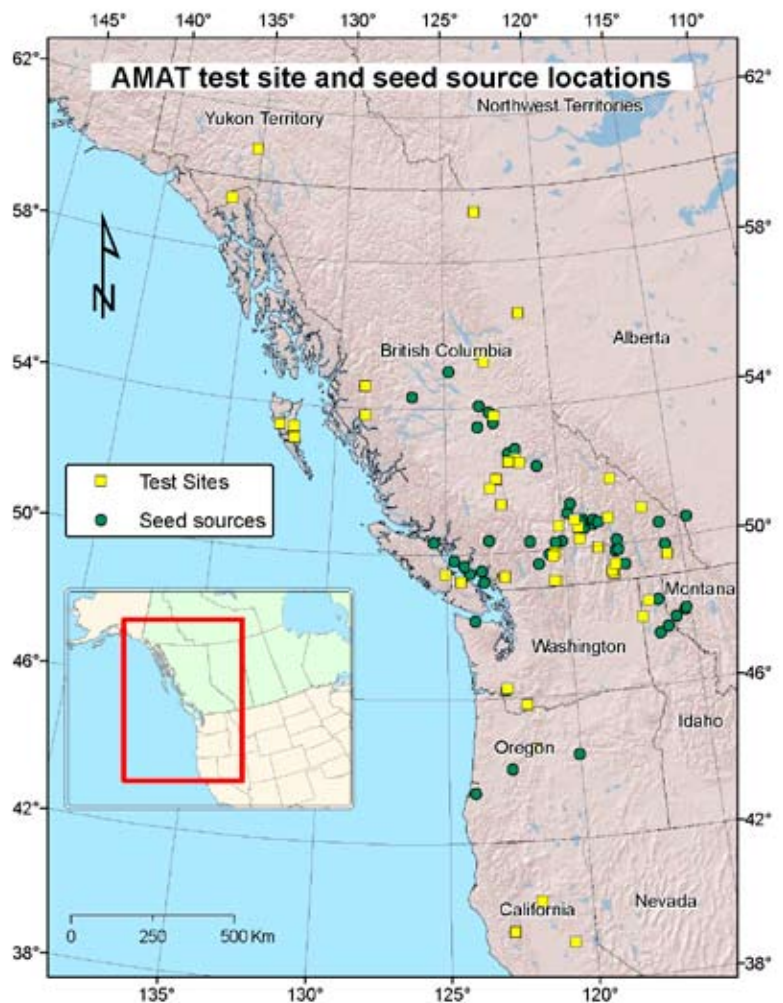 145° 140° 135° 130° 125° 120° 115° 110°
62° 62°
AMAT test site and seed source locations
Northwest Territories
Yukon Territory
58° 58°
N
Alberta
British Columbia
54° 54°
Test Sites
Seed sources
50° 50°
Montana
Washington
46° 46°
Idaho
Oregon
42° 42°
Nevada
California
0 250 500 Km
38° 38°
135° 130° 125° 120°